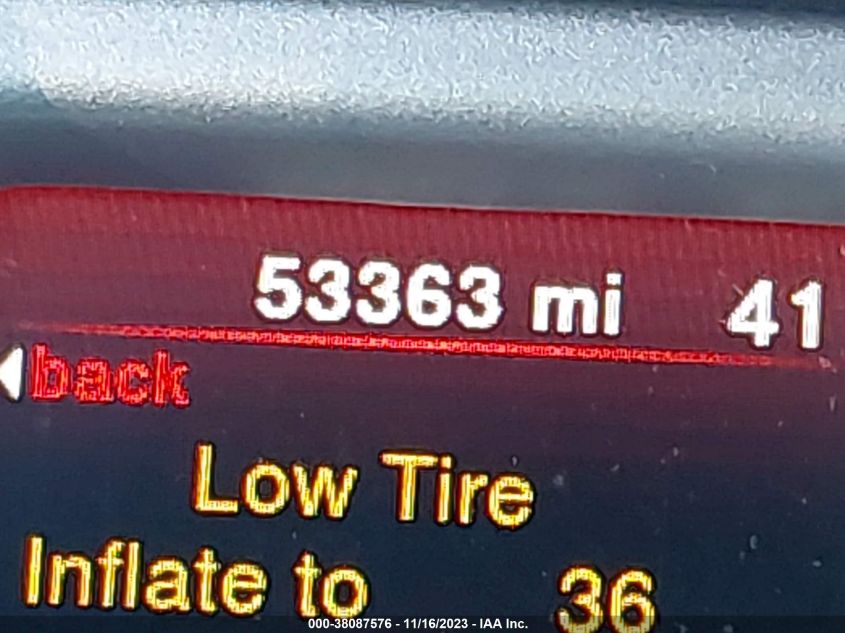 53363 mi 41
back
Low Tire
Inflate to 36
000-38087576 - 11/16/2023 - IAA Inc.